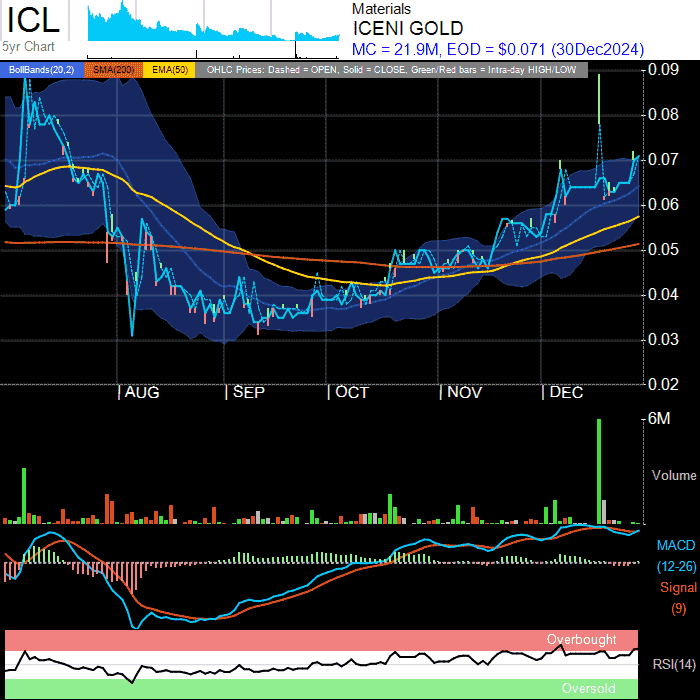 ICL
5yr Chart
Materials
ICENI GOLD
MC = 21.9M, EOD = $0.071 (30Dec2024)
BollBands(20,2) SMA(200) EMA(50) OHLC Prices: Dashed = OPEN, Solid = CLOSE, Green/Red bars = Intra-day HIGH/LOW
0.09
0.08
0.07
0.06
0.05
0.04
0.03
0.02
AUG SEP OCT NOV DEC
6M
Volume
MACD
(12-26)
Signal
(9)
Overbought
RSI(14)
Oversold